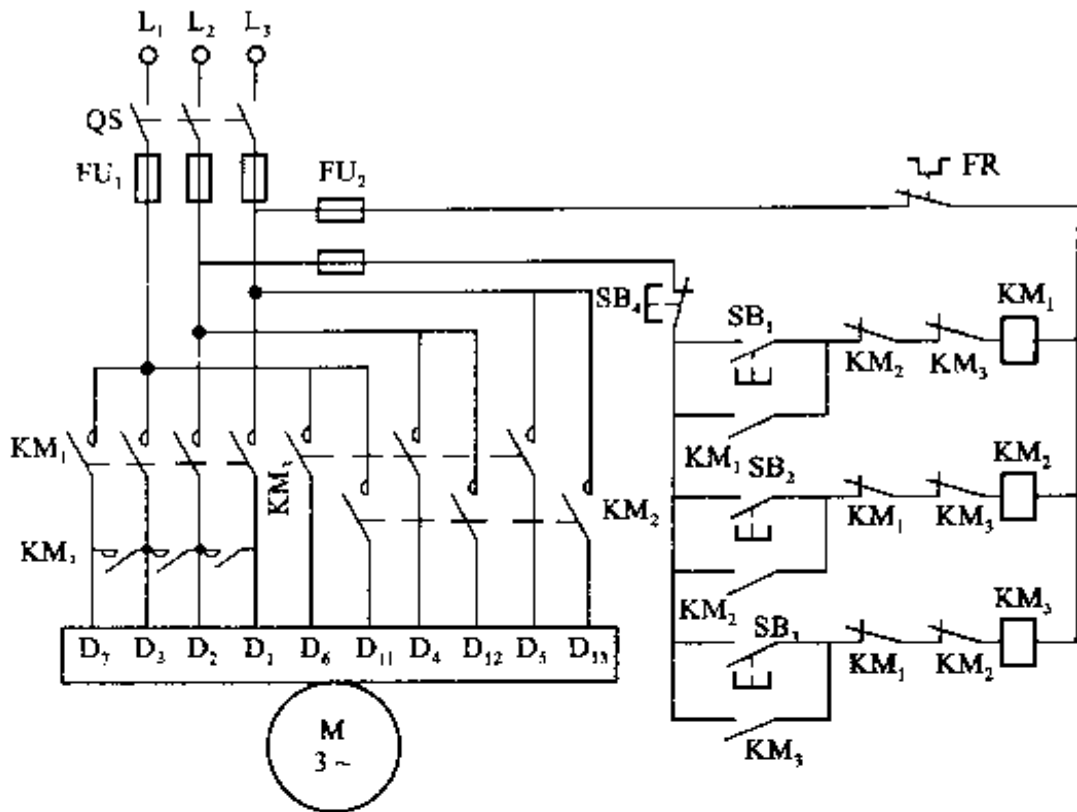 L₁ L₂ L₃
QS
FU₁
FU₂
FR
SB₄
SB₁
KM₁
KM₂
KM₃
KM₁
KM₁
KM₂
SB₂
KM₂
KM₁
KM₃
KM₂
SB₃
KM₃
KM₁
KM₂
KM₃
D₇ D₃ D₂ D₁ D₆ D₁₁ D₄ D₁₂ D₅ D₁₃
M
3 ~